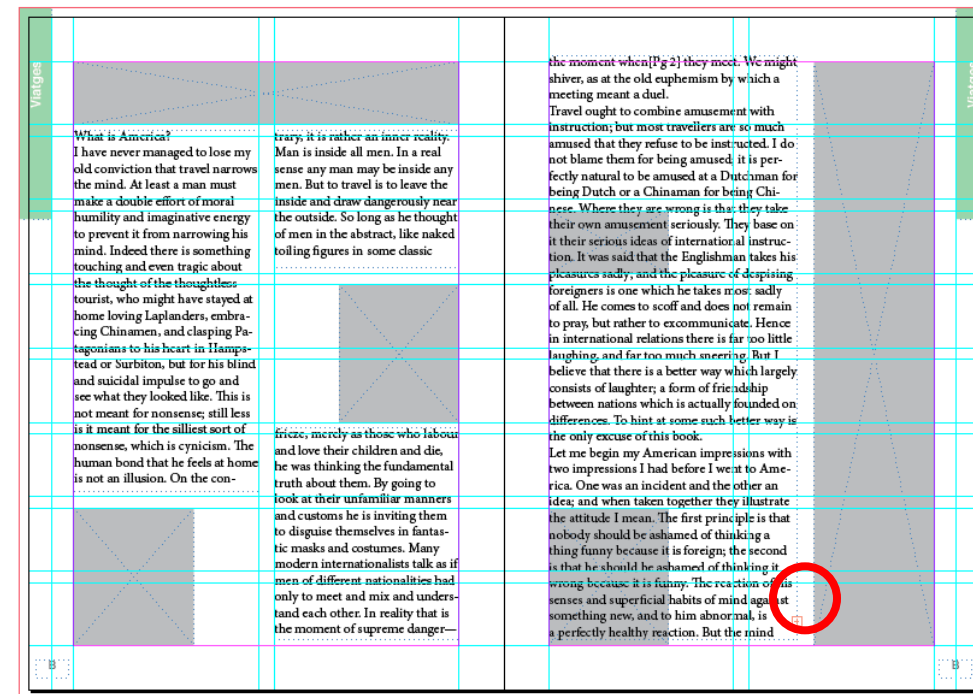 Viatges
What is America?
I have never managed to lose my
old conviction that travel narrows
the mind. At least a man must
make a double effort of moral
humility and imaginative energy
to prevent it from narrowing his
mind. Indeed there is something
touching and even tragic about
the thought of the thoughtless
tourist, who might have stayed at
home loving Laplanders, embra-
cing Chinamen, and clasping Pa-
tagonians to his heart in Hamps-
tead or Surbiton, but for his blind
and suicidal impulse to go and
see what they looked like. This is
not meant for nonsense; still less
is it meant for the silliest sort of
nonsense, which is cynicism. The
human bond that he feels at home
is not an illusion. On the con-
trary, it is rather an inner reality.
Man is inside all men. In a real
sense any man may be inside any
men. But to travel is to leave the
inside and draw dangerously near
the outside. So long as he thought
of men in the abstract, like naked
toiling figures in some classic
frieze, merely as those who labour
and love their children and die,
he was thinking the fundamental
truth about them. By going to
look at their unfamiliar manners
and customs he is inviting them
to disguise themselves in fantas-
tic masks and costumes. Many
modern internationalists talk as if
men of different nationalities had
only to meet and mix and unders-
tand each other. In reality that is
the moment of supreme danger—
the moment when[Pg 2] they meet. We might
shiver, as at the old euphemism by which a
meeting meant a duel.
Travel ought to combine amusement with
instruction; but most travellers are so much
amused that they refuse to be instructed. I do
not blame them for being amused; it is per-
fectly natural to be amused at a Dutchman for
being Dutch or a Chinaman for being Chi-
nese. Where they are wrong is that they take
their own amusement seriously. They base on
it their serious ideas of international instruc-
tion. It was said that the Englishman takes his
pleasures sadly; and the pleasure of despising
foreigners is one which he takes most sadly
of all. He comes to scoff and does not remain
to pray, but rather to excommunicate. Hence
in international relations there is far too little
laughing, and far too much sneering. But I
believe that there is a better way which largely
consists of laughter; a form of friendship
between nations which is actually founded on
differences. To hint at some such better way is
the only excuse of this book.
Let me begin my American impressions with
two impressions I had before I went to Ame-
rica. One was an incident and the other an
idea; and when taken together they illustrate
the attitude I mean. The first principle is that
nobody should be ashamed of thinking a
thing funny because it is foreign; the second
is that he should be ashamed of thinking it
wrong because it is funny. The reaction of his
senses and superficial habits of mind against
something new, and to him abnormal, is
a perfectly healthy reaction. But the mind
Viatges
B
B